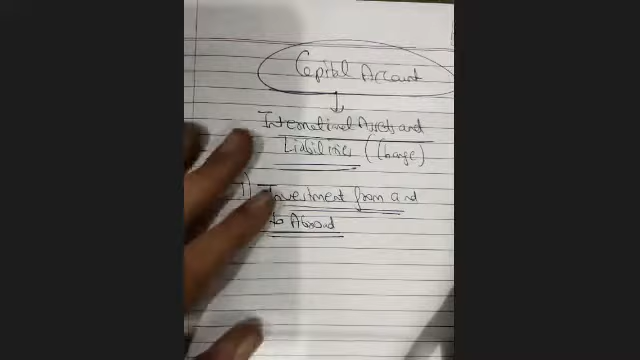 Capital Account
International Assets and
Liabilities (Change)
1) Investment from and
to Abroad